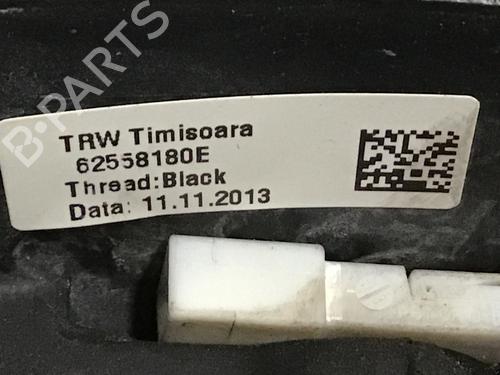 B-PARTS
TRW Timisoara
62558180E
Thread:Black
Data: 11.11.2013